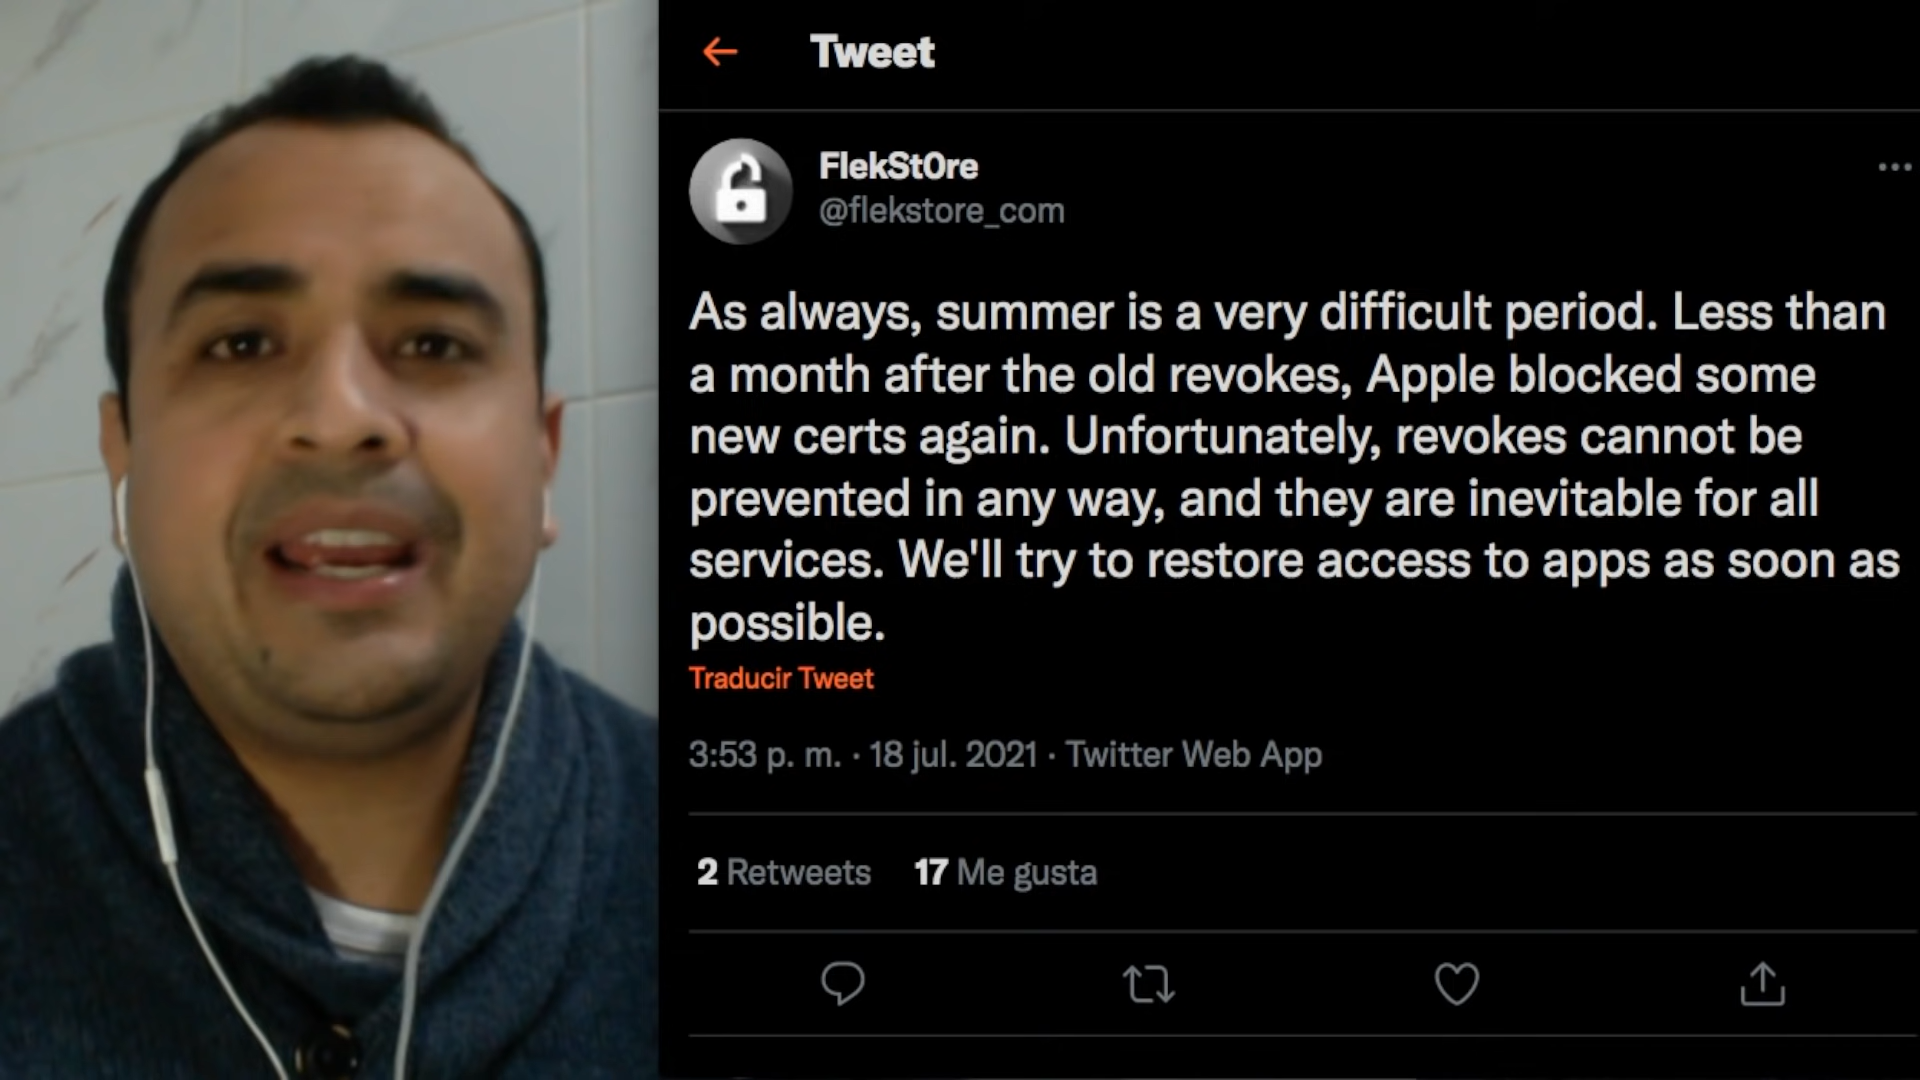 Tweet
FlekSt0re
@flekstore_com
As always, summer is a very difficult period. Less than
a month after the old revokes, Apple blocked some
new certs again. Unfortunately, revokes cannot be
prevented in any way, and they are inevitable for all
services. We'll try to restore access to apps as soon as
possible.
Traducir Tweet
3:53 p. m. · 18 jul. 2021 · Twitter Web App
2 Retweets 17 Me gusta